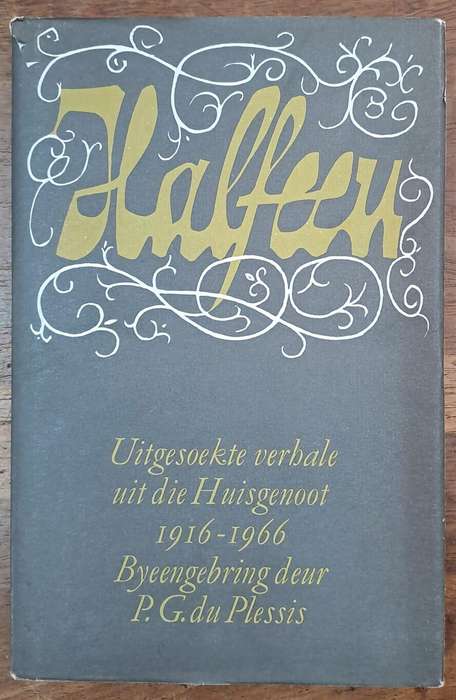 Halfeeu
Uitgesoekte verhale
uit die Huisgenoot
1916-1966
Byeengebring deur
P. G. du Plessis